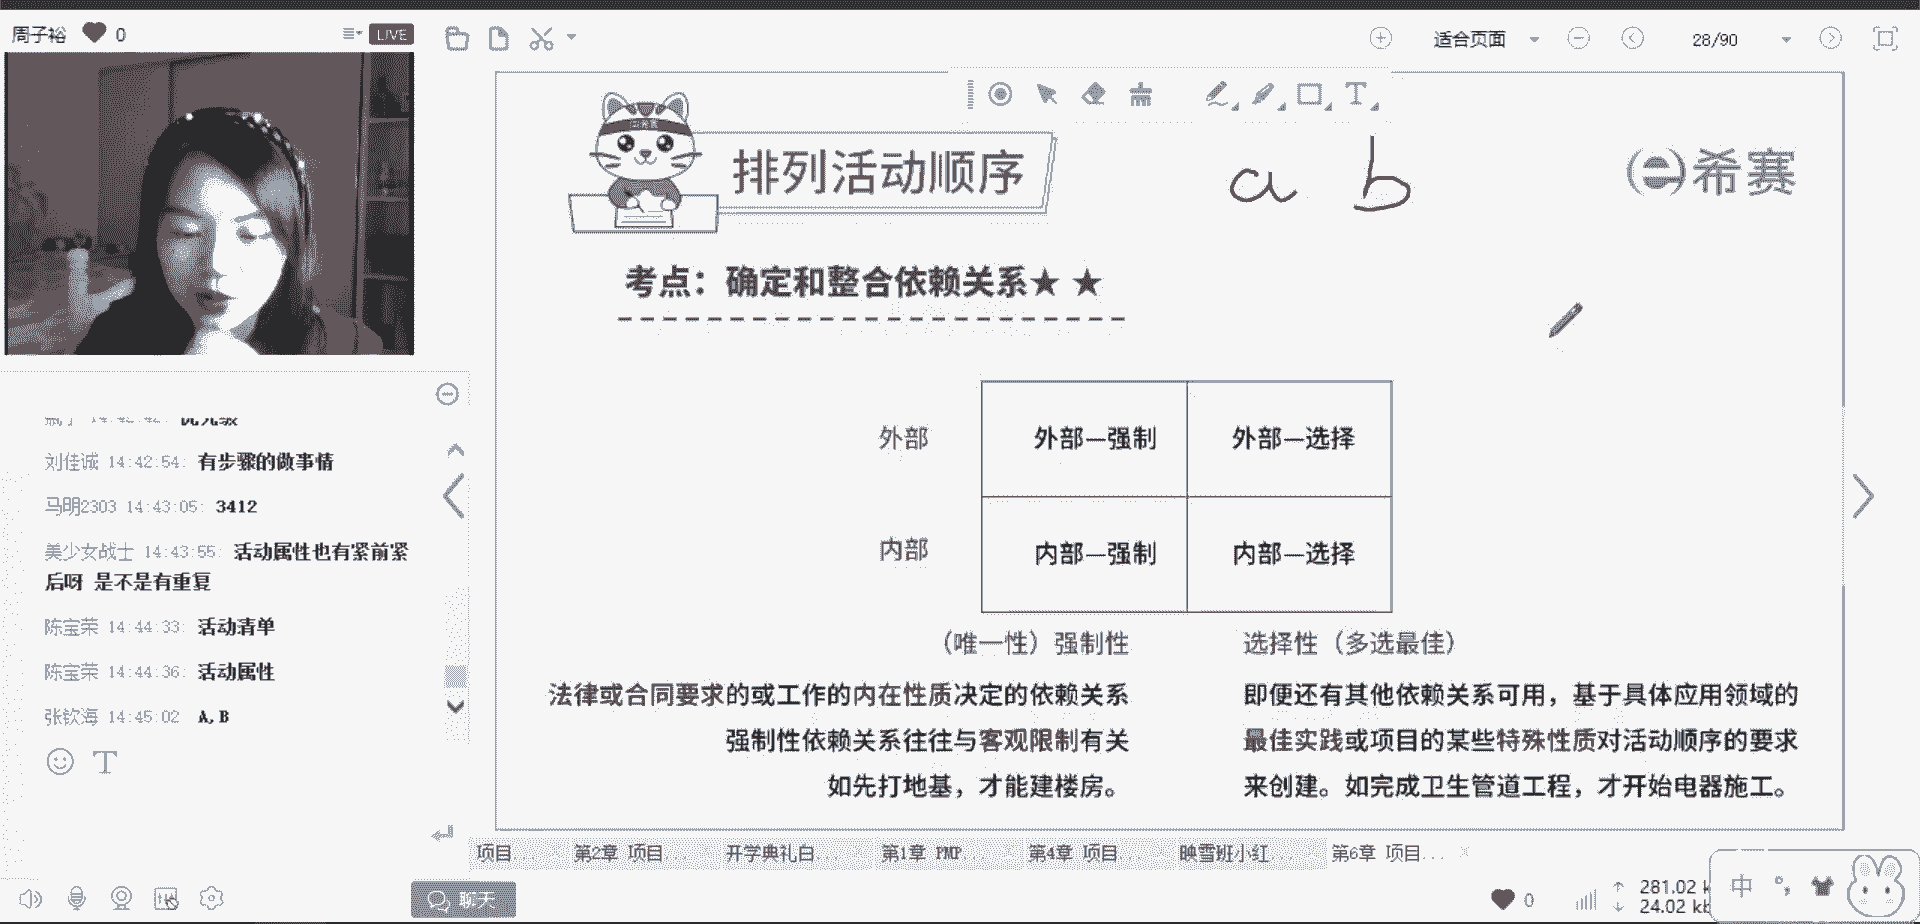 周子裕 0 LIVE
适合页面 28/90
排列活动顺序
a b
希赛
考点：确定和整合依赖关系★ ★
外部 外部—强制 外部—选择
内部 内部—强制 内部—选择
（唯一性）强制性
法律或合同要求的或工作的内在性质决定的依赖关系
强制性依赖关系往往与客观限制有关
如先打地基，才能建楼房。
选择性（多选最佳）
即便还有其他依赖关系可用，基于具体应用领域的
最佳实践或项目的某些特殊性质对活动顺序的要求
来创建。如完成卫生管道工程，才开始电器施工。
刘佳诚 14:42:54: 有步骤的做事情
马明2303 14:43:05: 3412
美少女战士 14:43:55: 活动属性也有紧前紧
后呀 是不是有重复
陈宝荣 14:44:33: 活动清单
陈宝荣 14:44:36: 活动属性
张钦海 14:45:02 A,B
项目... 第2章 项目... 开学典礼白... 第1章 PMP... 第4章 项目... 映雪班小红... 第6章 项目...
聊天
0
281.02
24.02
中